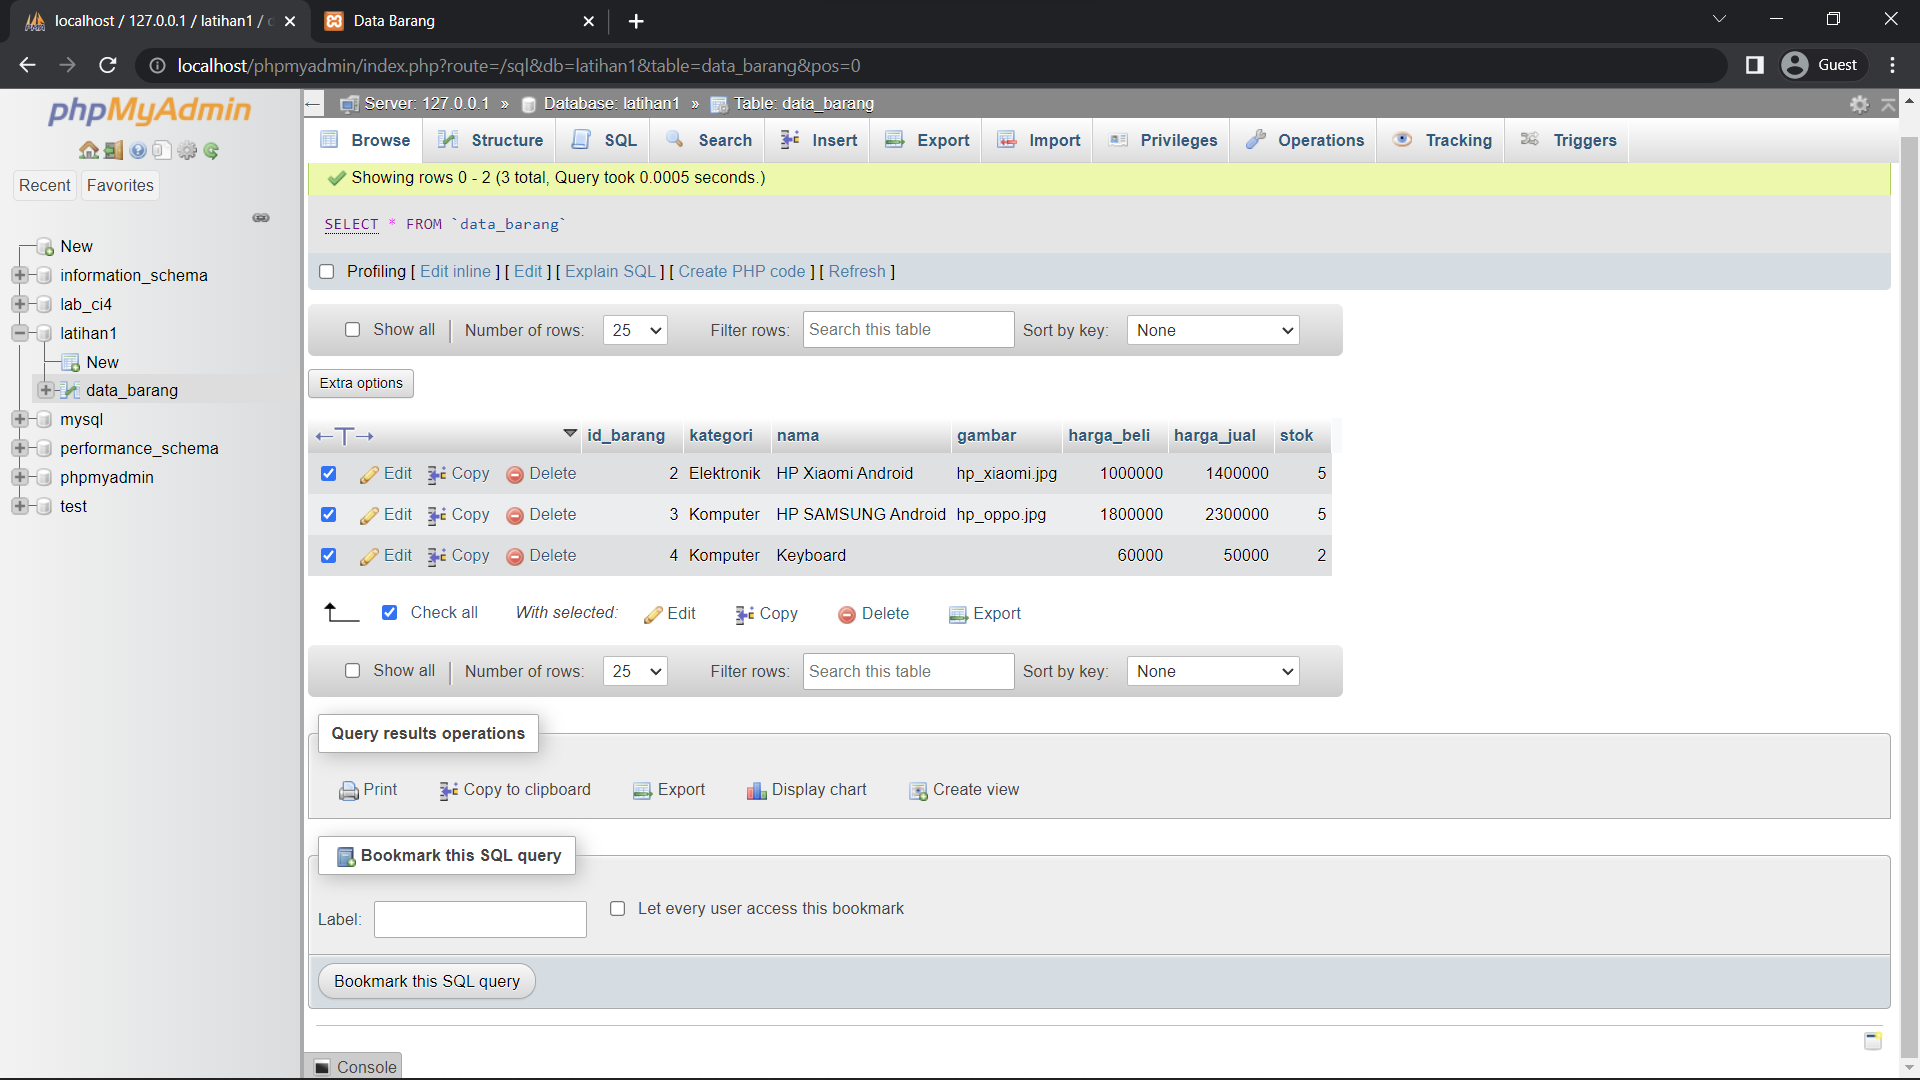 localhost / 127.0.0.1 / latihan1 /
Data Barang
localhost/phpmyadmin/index.php?route=/sql&db=latihan1&table=data_barang&pos=0
Guest
phpMyAdmin
Recent
Favorites
New
information_schema
lab_ci4
latihan1
New
data_barang
mysql
performance_schema
phpmyadmin
test
Server: 127.0.0.1 » Database: latihan1 » Table: data_barang
Browse Structure SQL Search Insert Export Import Privileges Operations Tracking Triggers
Showing rows 0 - 2 (3 total, Query took 0.0005 seconds.)
SELECT * FROM `data_barang`
Profiling [ Edit inline ] [ Edit ] [ Explain SQL ] [ Create PHP code ] [ Refresh ]
Show all Number of rows: 25 Filter rows: Search this table Sort by key: None
Extra options
id_barang kategori nama gambar harga_beli harga_jual stok
Edit Copy Delete 2 Elektronik HP Xiaomi Android hp_xiaomi.jpg 1000000 1400000 5
Edit Copy Delete 3 Komputer HP SAMSUNG Android hp_oppo.jpg 1800000 2300000 5
Edit Copy Delete 4 Komputer Keyboard 60000 50000 2
Check all With selected: Edit Copy Delete Export
Show all Number of rows: 25 Filter rows: Search this table Sort by key: None
Query results operations
Print Copy to clipboard Export Display chart Create view
Bookmark this SQL query
Label: Let every user access this bookmark
Bookmark this SQL query
Console